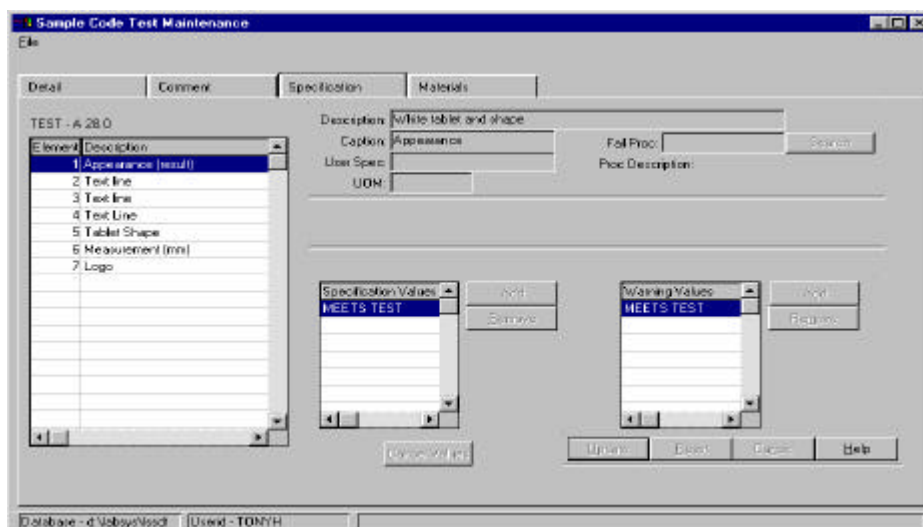 Sample Code Test Maintenance
File
Detail
Comment
Specification
Materials
TEST - A 28.0
Element Description
1 Appearance (result)
2 Text line
3 Text line
4 Text Line
5 Tablet Shape
6 Measurement (mm)
7 Logo
Description: White tablet and shape
Caption: Appearance
User Spec:
UOM:
Fail Proc:
Search
Proc Description:
Specification Values
MEETS TEST
Add
Remove
Warning Values
MEETS TEST
Add
Remove
Values
Update
Cancel
Help
Database - d:\labsys\lssdt
Userid - TONYH